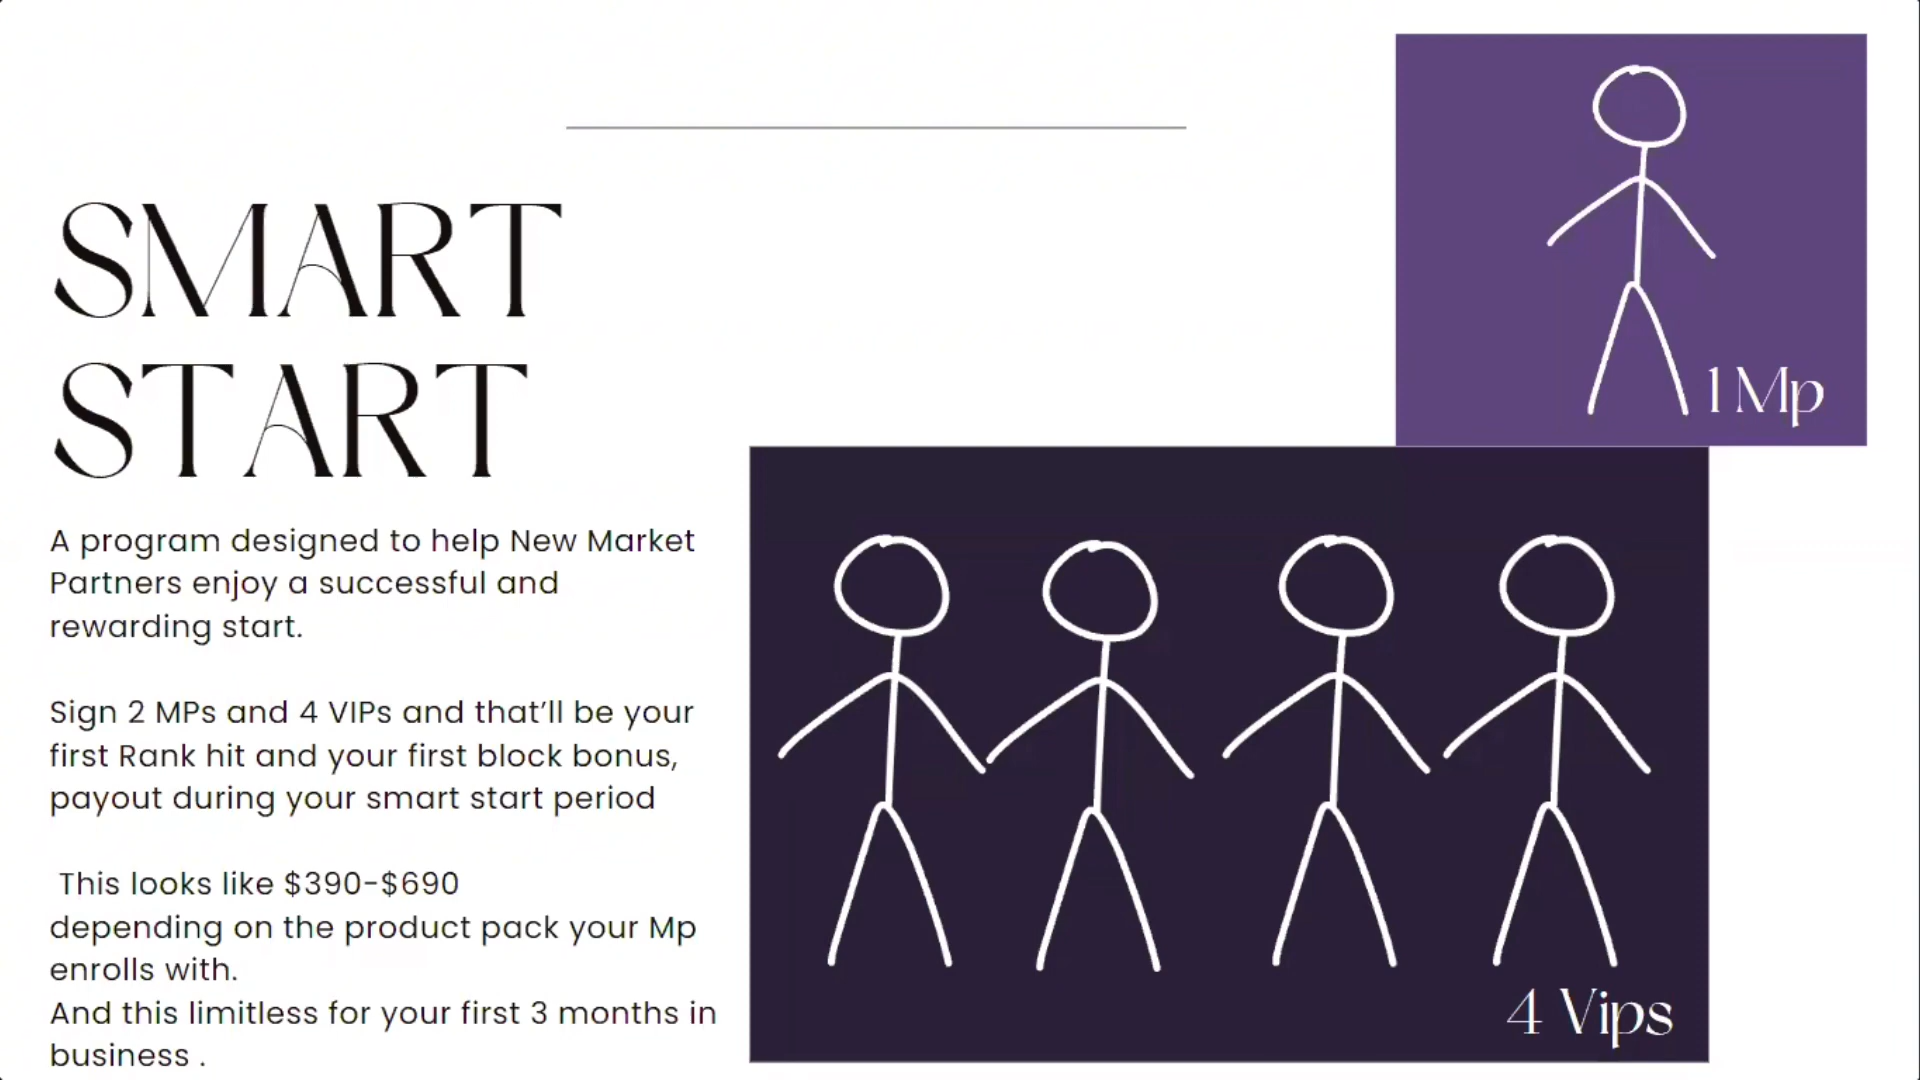 SMART
START
A program designed to help New Market
Partners enjoy a successful and
rewarding start.
Sign 2 MPs and 4 VIPs and that’ll be your
first Rank hit and your first block bonus,
payout during your smart start period
This looks like $390-$690
depending on the product pack your Mp
enrolls with.
And this limitless for your first 3 months in
business .
1 Mp
4 Vips